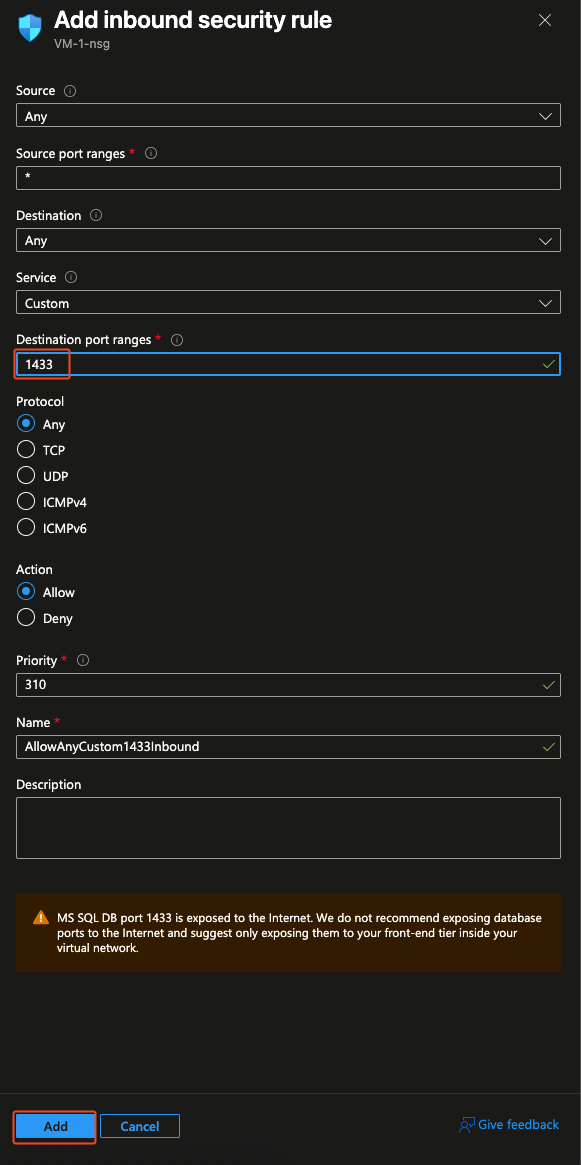 Add inbound security rule
VM-1-nsg
Source
Any
Source port ranges *
*
Destination
Any
Service
Custom
Destination port ranges *
1433
Protocol
Any
TCP
UDP
ICMPv4
ICMPv6
Action
Allow
Deny
Priority *
310
Name *
AllowAnyCustom1433Inbound
Description
MS SQL DB port 1433 is exposed to the Internet. We do not recommend exposing database
ports to the Internet and suggest only exposing them to your front-end tier inside your
virtual network.
Add Cancel Give feedback